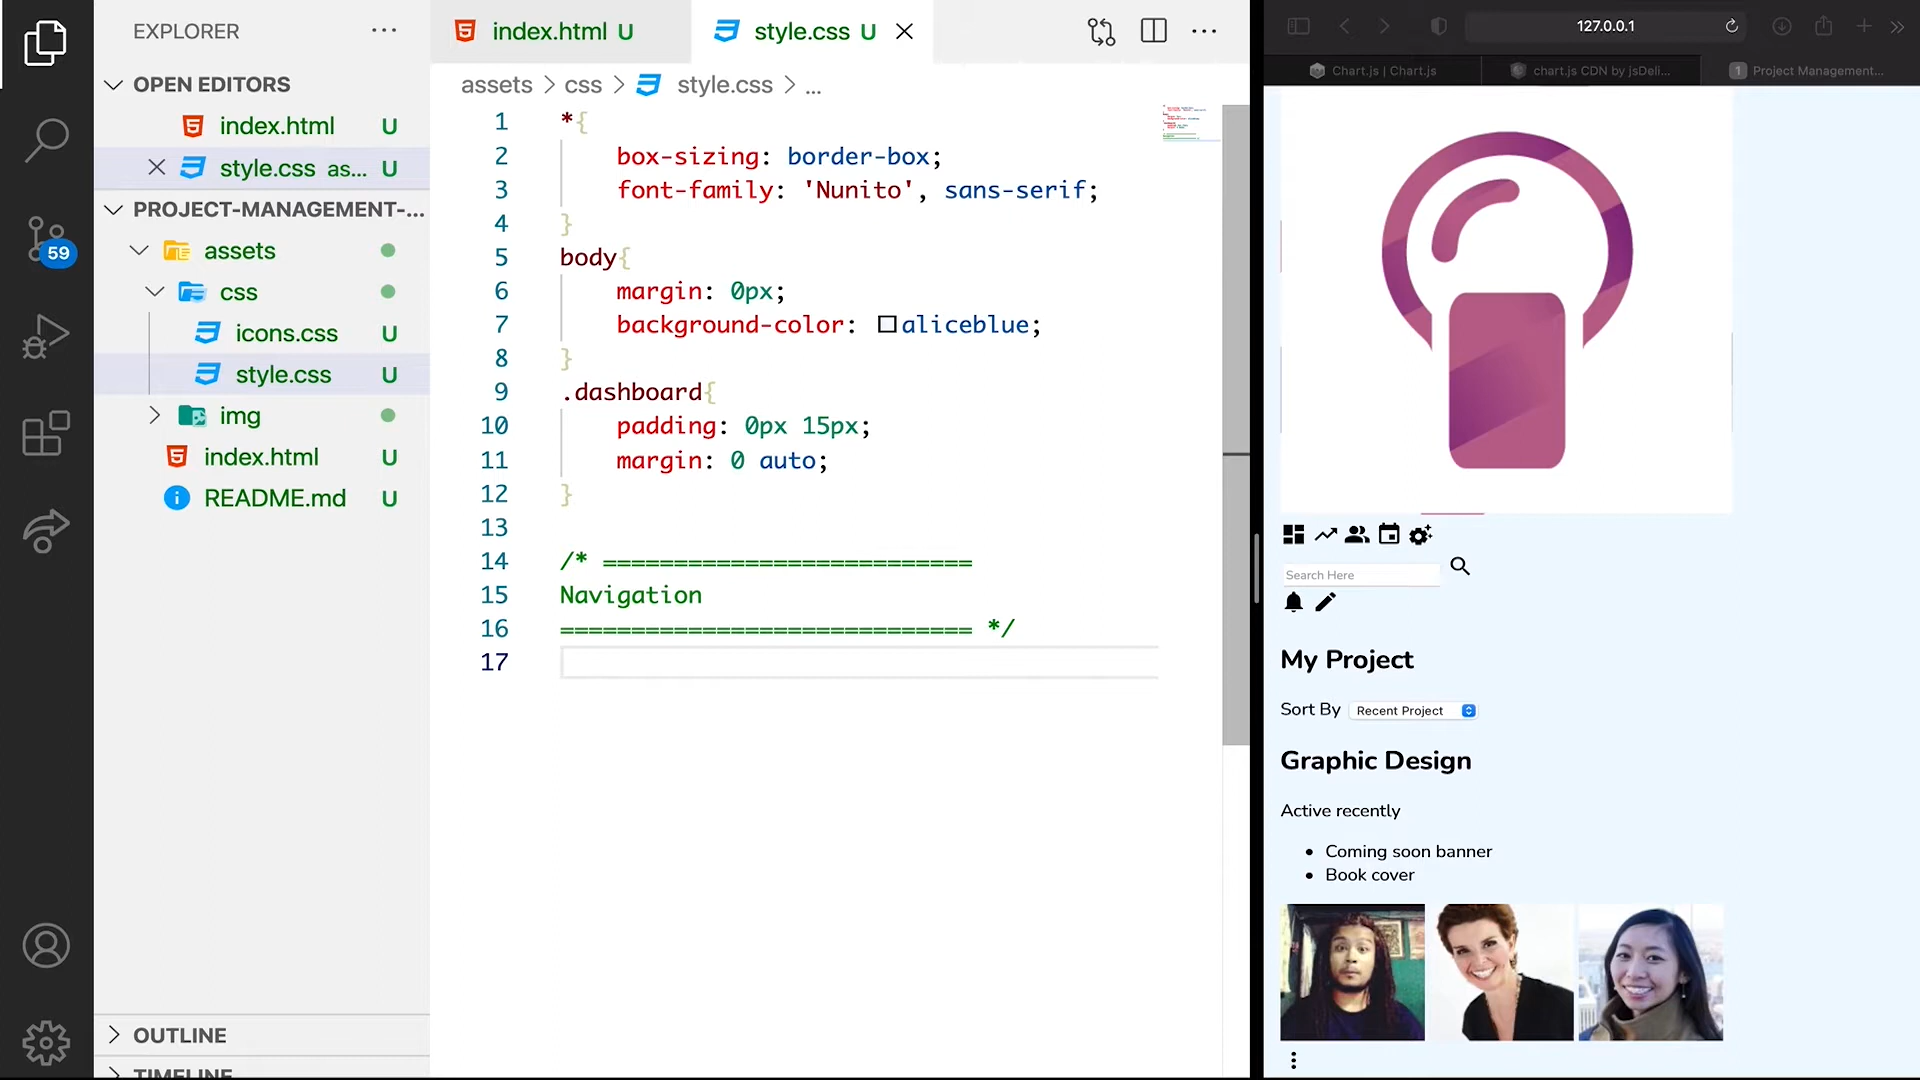 EXPLORER
OPEN EDITORS
index.html U
style.css as... U
PROJECT-MANAGEMENT-...
assets
css
icons.css U
style.css U
img
index.html U
README.md U
OUTLINE
TIMELINE
59
index.html U
style.css U
assets > css > style.css > ...
1 *{
2 box-sizing: border-box;
3 font-family: 'Nunito', sans-serif;
4 }
5 body{
6 margin: 0px;
7 background-color: aliceblue;
8 }
9 .dashboard{
10 padding: 0px 15px;
11 margin: 0 auto;
12 }
13
14 /* ==========================
15 Navigation
16 ============================= */
17
127.0.0.1
Chart.js | Chart.js
chart.js CDN by jsDeli...
1 Project Management...
Search Here
My Project
Sort By Recent Project
Graphic Design
Active recently
• Coming soon banner
• Book cover